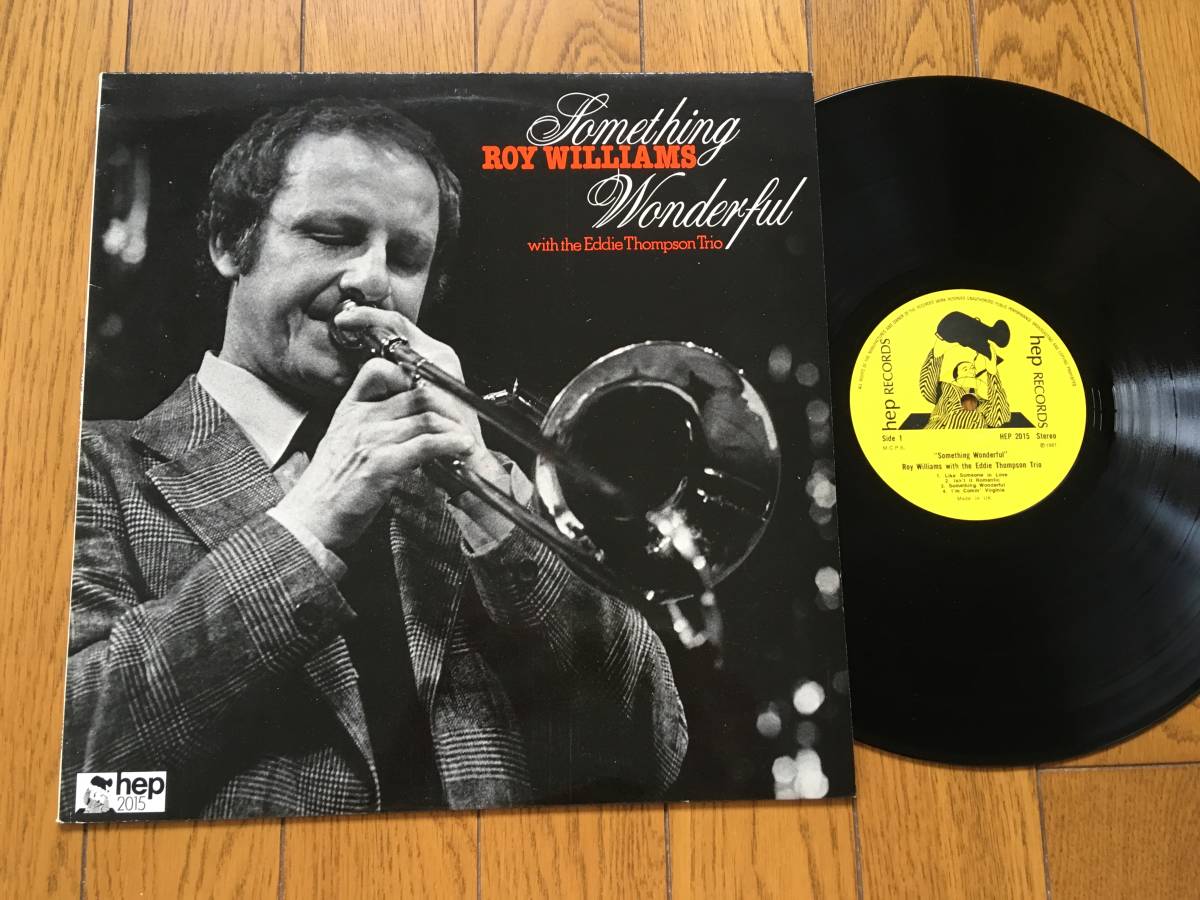 Something
ROY WILLIAMS
Wonderful
with the Eddie Thompson Trio
hep
2015
hep RECORDS
hep RECORDS
Side 1
HEP 2015 Stereo
M.C.P.S.
℗ 1981
"Something Wonderful"
Roy Williams with the Eddie Thompson Trio
1. Like Someone in Love
2. Isn't it Romantic
3. Something Wonderful
4. I'm Comin' Virginia
Made in UK